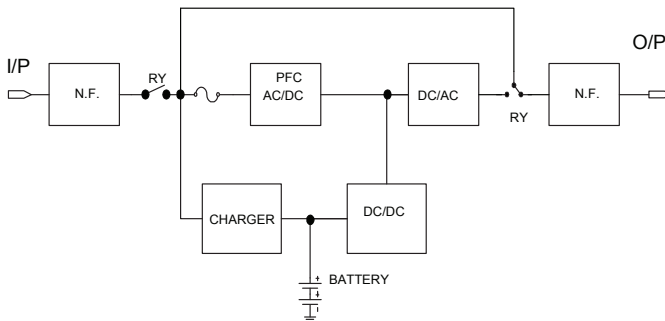 I/P
O/P
N.F.
RY
PFC
AC/DC
DC/AC
RY
N.F.
CHARGER
DC/DC
BATTERY